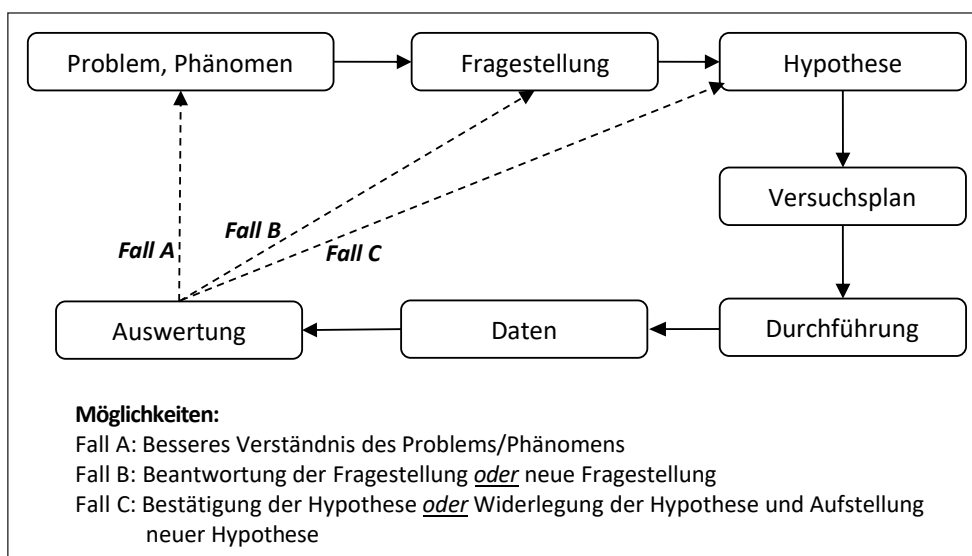 Problem, Phänomen
Fragestellung
Hypothese
Versuchsplan
Fall A
Fall B
Fall C
Auswertung
Daten
Durchführung
Möglichkeiten:
Fall A: Besseres Verständnis des Problems/Phänomens
Fall B: Beantwortung der Fragestellung oder neue Fragestellung
Fall C: Bestätigung der Hypothese oder Widerlegung der Hypothese und Aufstellung
neuer Hypothese